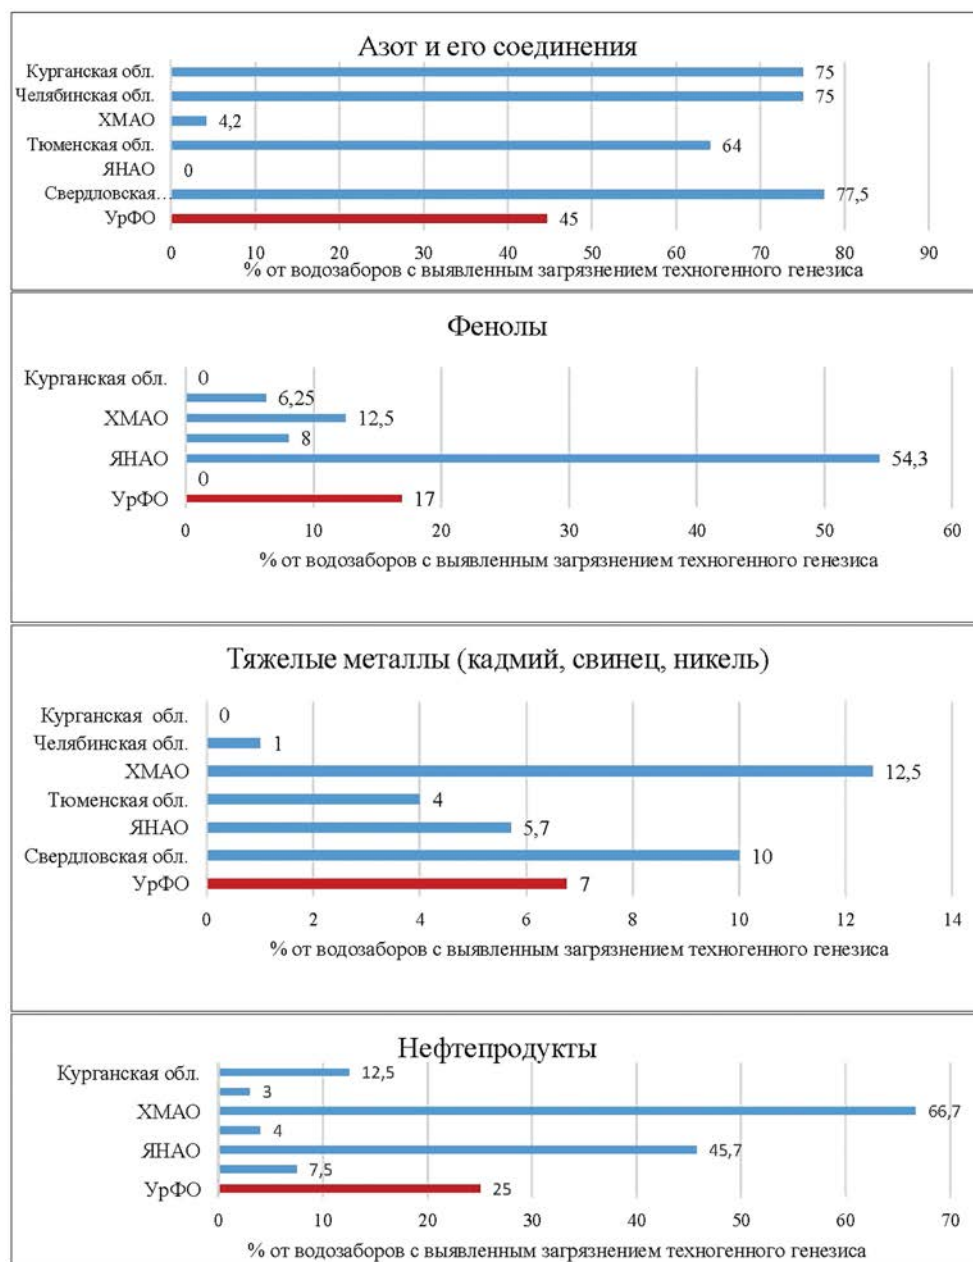 Азот и его соединения
Курганская обл. 75
Челябинская обл. 75
ХМАО 4,2
Тюменская обл. 64
ЯНАО 0
Свердловская… 77,5
УрФО 45
0 10 20 30 40 50 60 70 80 90
% от водозаборов с выявленным загрязнением техногенного генезиса
Фенолы
Курганская обл. 0
6,25
ХМАО 12,5
8
ЯНАО 54,3
0
УрФО 17
0 10 20 30 40 50 60
% от водозаборов с выявленным загрязнением техногенного генезиса
Тяжелые металлы (кадмий, свинец, никель)
Курганская обл. 0
Челябинская обл. 1
ХМАО 12,5
Тюменская обл. 4
ЯНАО 5,7
Свердловская обл. 10
УрФО 7
0 2 4 6 8 10 12 14
% от водозаборов с выявленным загрязнением техногенного генезиса
Нефтепродукты
Курганская обл. 12,5
3
ХМАО 66,7
4
ЯНАО 45,7
7,5
УрФО 25
0 10 20 30 40 50 60 70
% от водозаборов с выявленным загрязнением техногенного генезиса